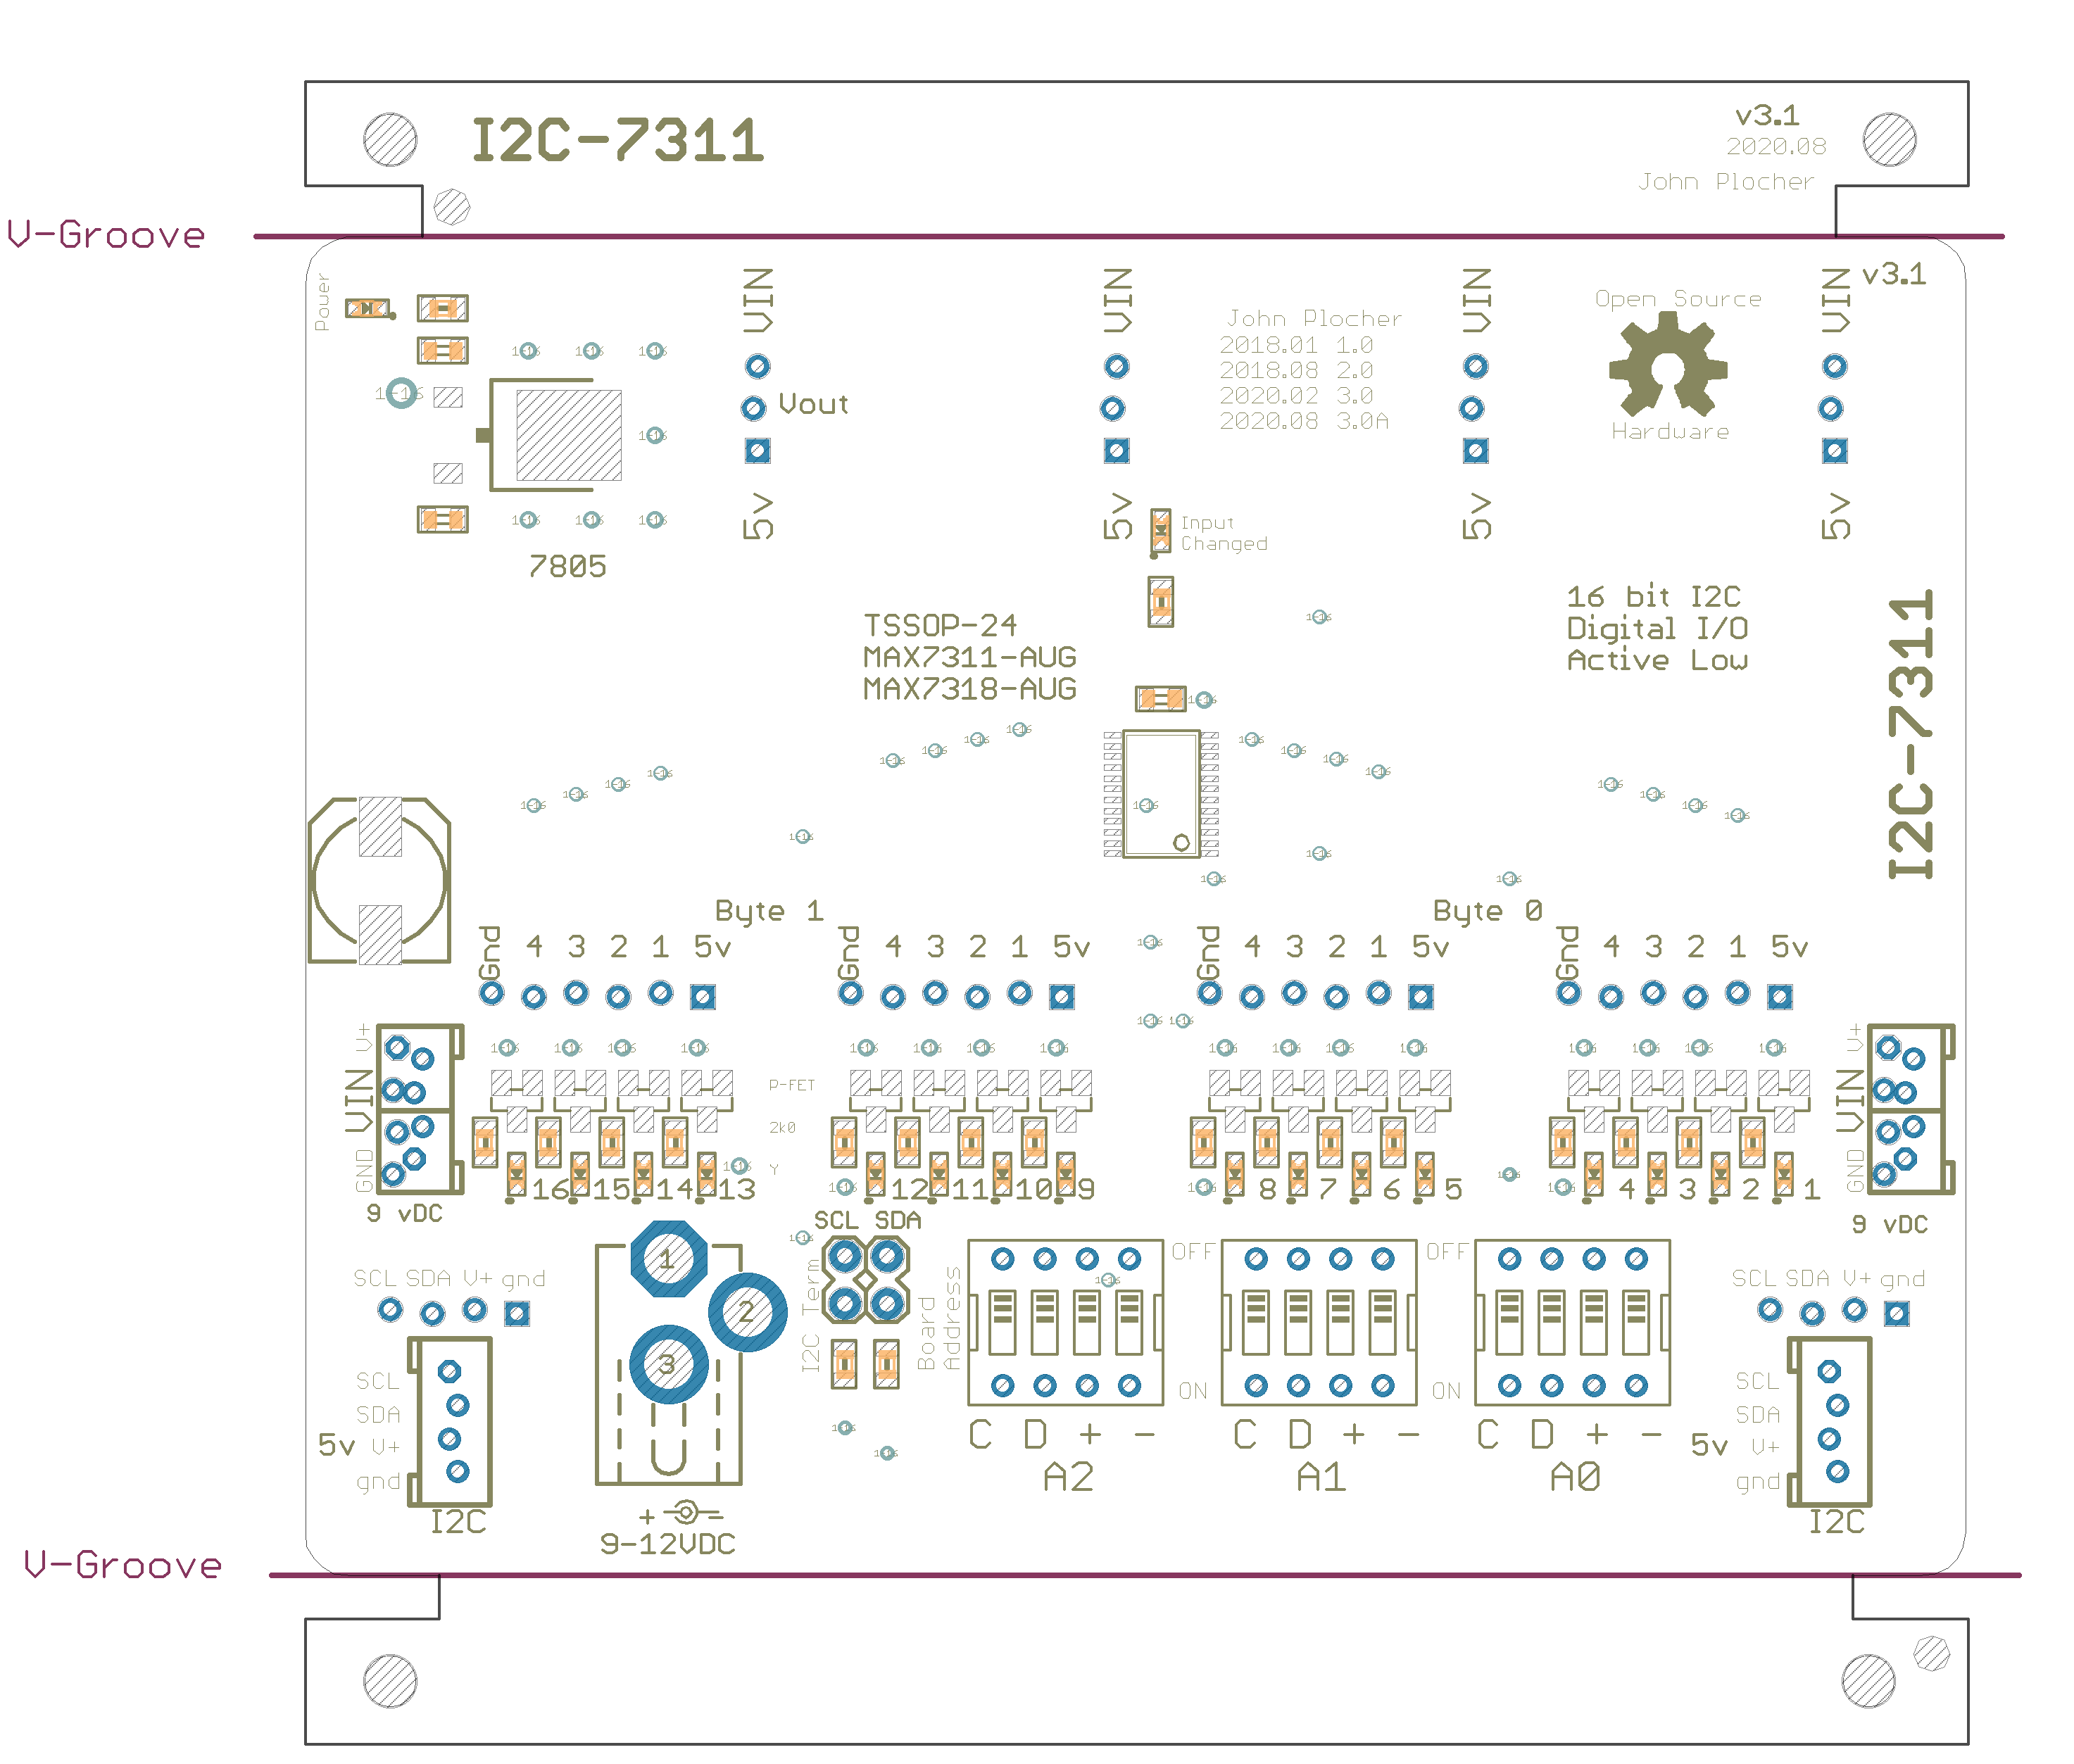 I2C-7311
v3.1
2020.08
John Plocher
V-Groove
Power
VIN
VIN
VIN
VIN
v3.1
Open Source
Hardware
John Plocher
2018.01 1.0
2018.08 2.0
2020.02 3.0
2020.08 3.0A
Vout
5v
5v
5v
5v
Input
Changed
7805
TSSOP-24
MAX7311-AUG
MAX7318-AUG
16 bit I2C
Digital I/O
Active Low
I2C-7311
Byte 1
Byte 0
Gnd 4 3 2 1 5v
Gnd 4 3 2 1 5v
Gnd 4 3 2 1 5v
Gnd 4 3 2 1 5v
V+
VIN
GND
9 vDC
P-FET
2k0
Y
16 15 14 13
12 11 10 9
8 7 6 5
4 3 2 1
V+
VIN
GND
9 vDC
SCL SDA
I2C Term
Board
Address
1
2
3
OFF
OFF
ON
ON
C D + -
C D + -
C D + -
A2
A1
A0
SCL SDA V+ gnd
SCL
SDA
V+
gnd
5v
I2C
+ -
9-12VDC
SCL SDA V+ gnd
SCL
SDA
V+
gnd
5v
I2C
V-Groove